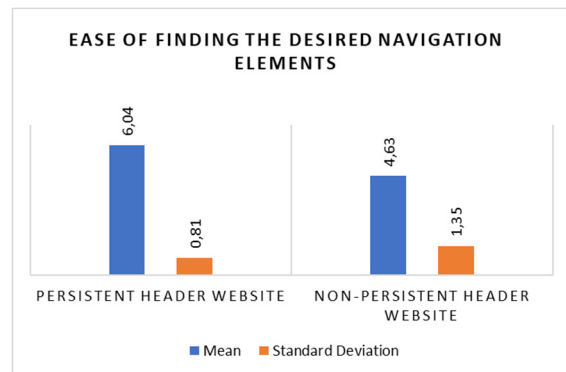 EASE OF FINDING THE DESIRED NAVIGATION
ELEMENTS
6,04
0,81
4,63
1,35
PERSISTENT HEADER WEBSITE
NON-PERSISTENT HEADER
WEBSITE
Mean
Standard Deviation